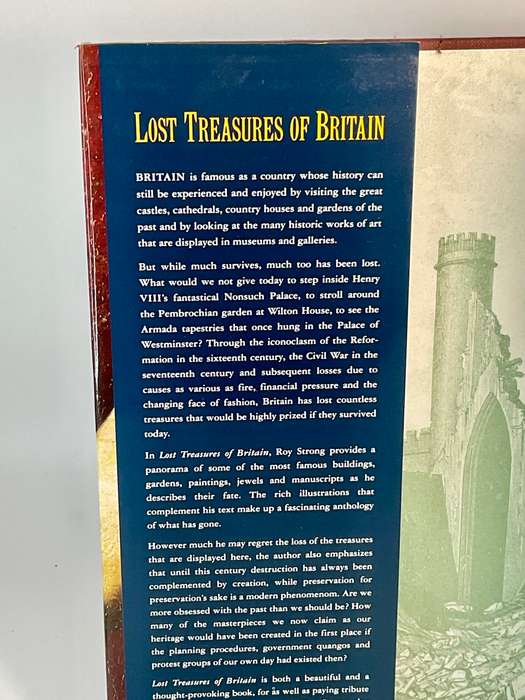 LOST TREASURES OF BRITAIN
BRITAIN is famous as a country whose history can
still be experienced and enjoyed by visiting the great
castles, cathedrals, country houses and gardens of the
past and by looking at the many historic works of art
that are displayed in museums and galleries.
But while much survives, much too has been lost.
What would we not give today to step inside Henry
VIII's fantastical Nonsuch Palace, to stroll around
the Pembrochian garden at Wilton House, to see the
Armada tapestries that once hung in the Palace of
Westminster? Through the iconoclasm of the Refor-
mation in the sixteenth century, the Civil War in the
seventeenth century and subsequent losses due to
causes as various as fire, financial pressure and the
changing face of fashion, Britain has lost countless
treasures that would be highly prized if they survived
today.
In Lost Treasures of Britain, Roy Strong provides a
panorama of some of the most famous buildings,
gardens, paintings, jewels and manuscripts as he
describes their fate. The rich illustrations that
complement his text make up a fascinating anthology
of what has gone.
However much he may regret the loss of the treasures
that are displayed here, the author also emphasizes
that until this century destruction has always been
complemented by creation, while preservation for
preservation's sake is a modern phenomenon. Are we
more obsessed with the past than we should be? How
many of the masterpieces we now claim as our
heritage would have been created in the first place if
the planning procedures, government quangos and
protest groups of our own day had existed then?
Lost Treasures of Britain is both a beautiful and a
thought-provoking book, for as well as paying tribute